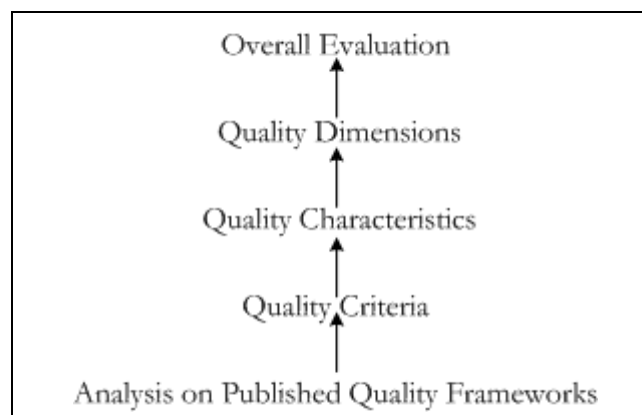 Overall Evaluation
Quality Dimensions
Quality Characteristics
Quality Criteria
Analysis on Published Quality Frameworks